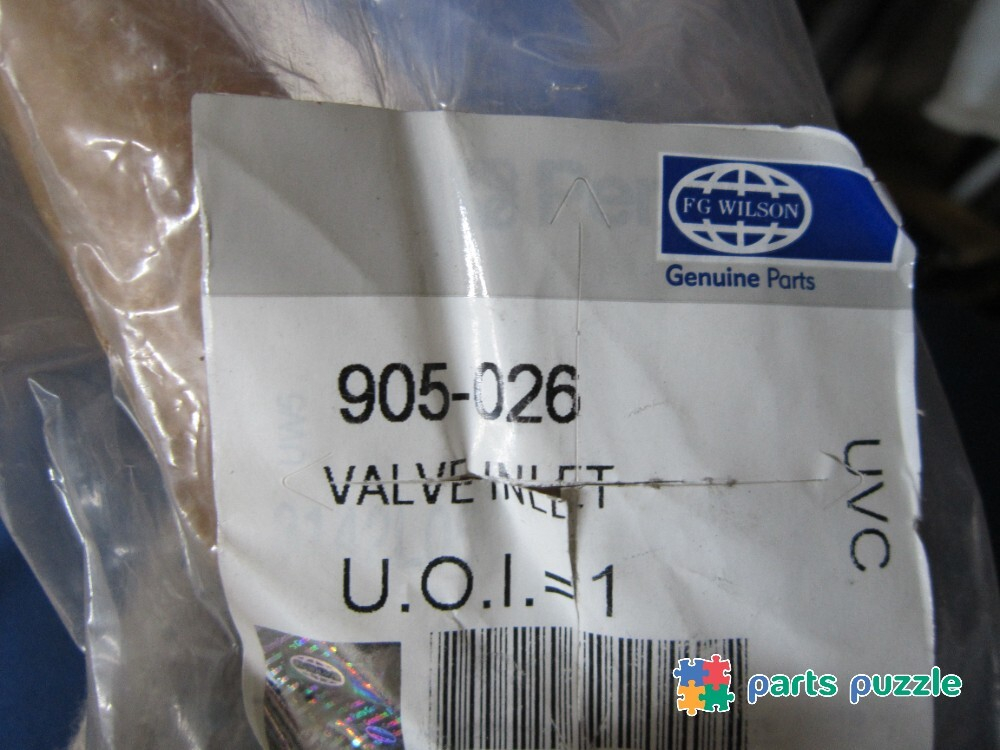 FG WILSON
Genuine Parts
905-026
VALVE INLET
UVC
U.O.I.=1
parts puzzle